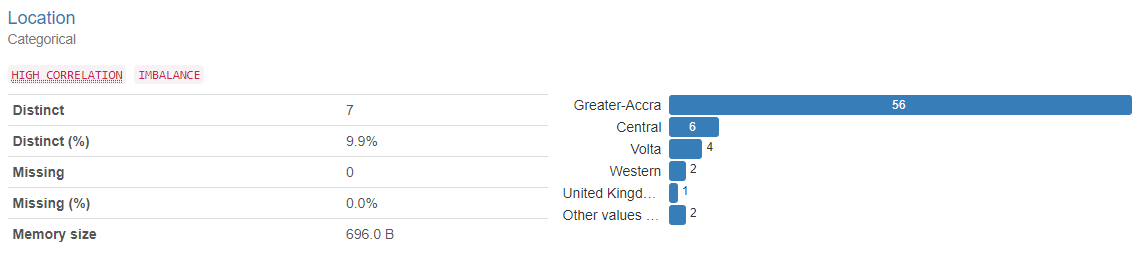 Location
Categorical
HIGH CORRELATION IMBALANCE
Distinct 7
Distinct (%) 9.9%
Missing 0
Missing (%) 0.0%
Memory size 696.0 B
Greater-Accra 56
Central 6
Volta 4
Western 2
United Kingd... 1
Other values ... 2